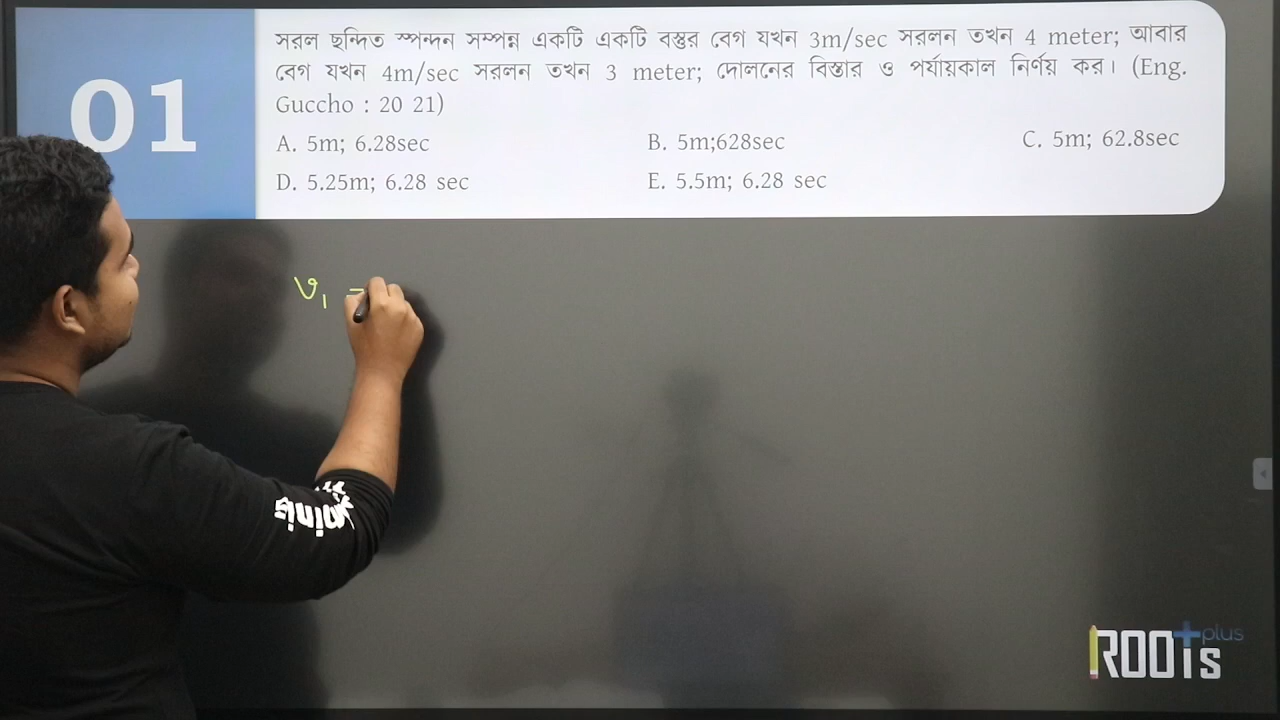 01
সরল ছন্দিত স্পন্দন সম্পন্ন একটি একটি বস্তুর বেগ যখন 3m/sec সরলন তখন 4 meter; আবার
বেগ যখন 4m/sec সরলন তখন 3 meter; দোলনের বিস্তার ও পর্যায়কাল নির্ণয় কর। (Eng.
Guccho : 20 21)
A. 5m; 6.28sec B. 5m;628sec C. 5m; 62.8sec
D. 5.25m; 6.28 sec E. 5.5m; 6.28 sec
v₁ =
ROOTs plus